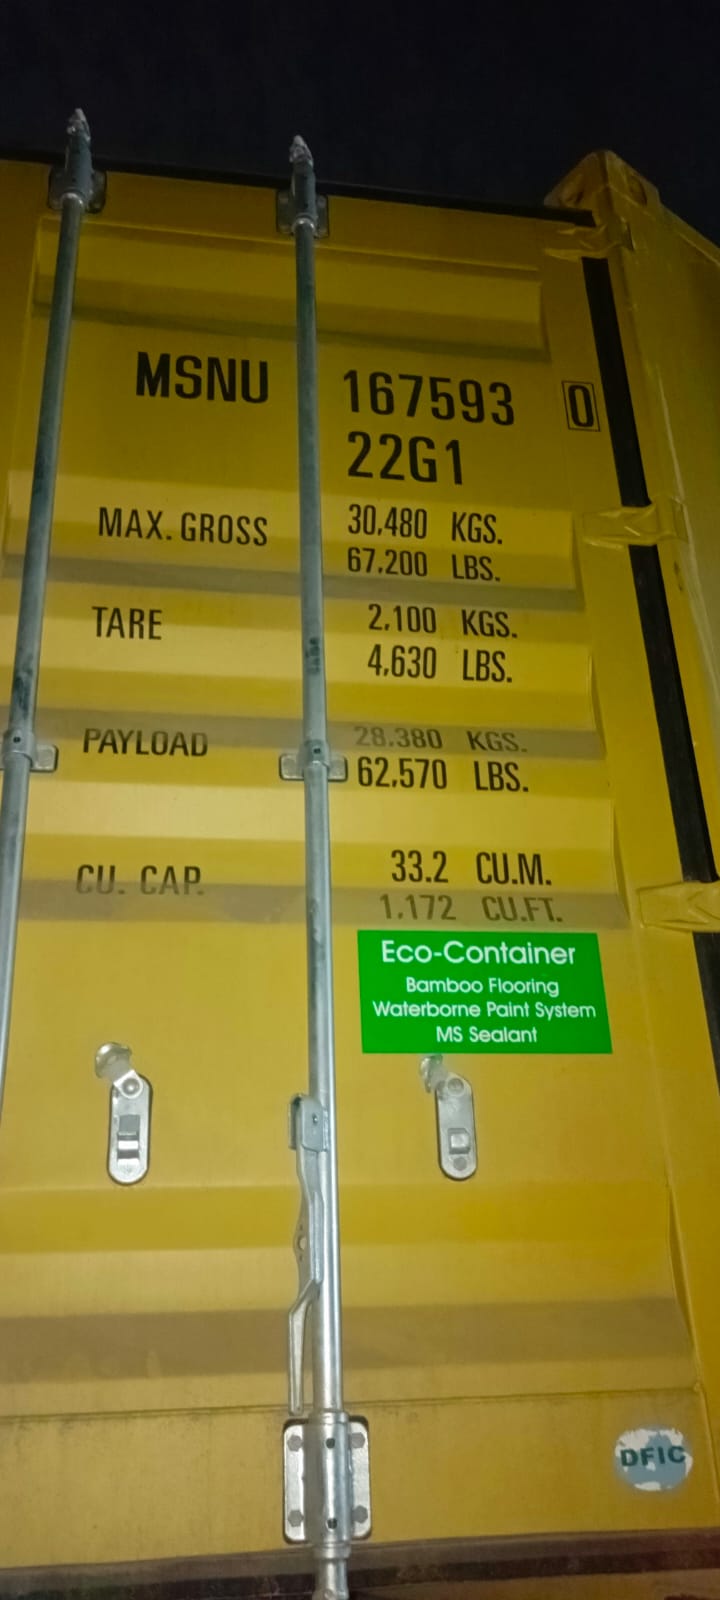 MSNU 167593 0
22G1
MAX. GROSS 30,480 KGS.
67,200 LBS.
TARE 2,100 KGS.
4,630 LBS.
PAYLOAD 28,380 KGS.
62,570 LBS.
CU. CAP. 33.2 CU.M.
1,172 CU.FT.
Eco-Container
Bamboo Flooring
Waterborne Paint System
MS Sealant
DFIC